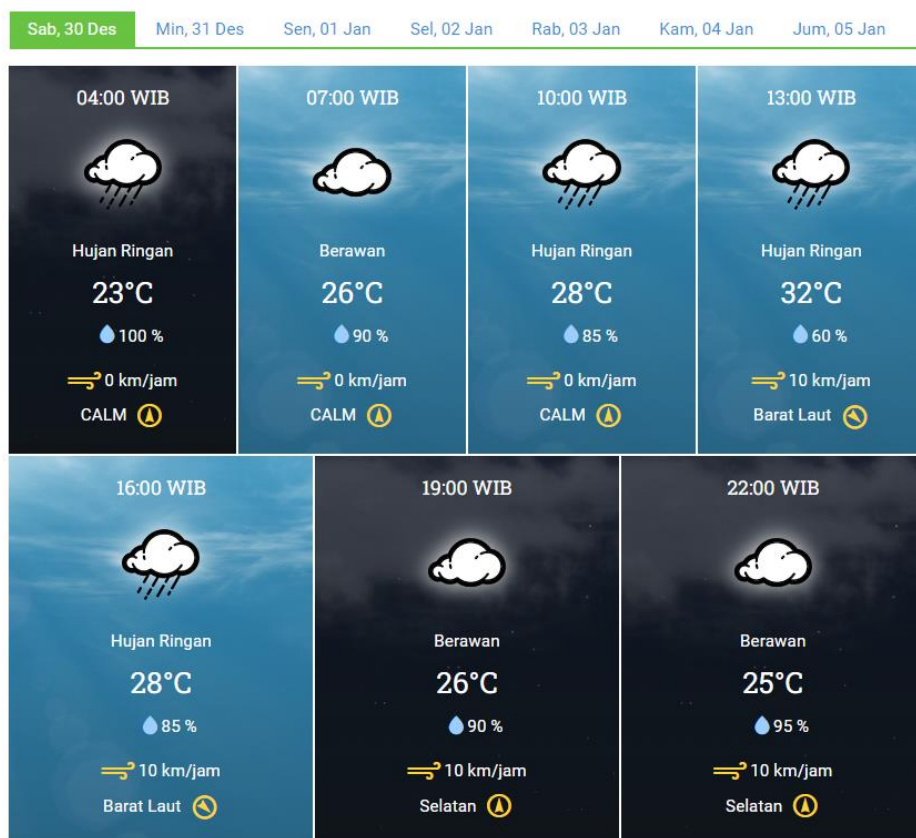 Sab, 30 Des Min, 31 Des Sen, 01 Jan Sel, 02 Jan Rab, 03 Jan Kam, 04 Jan Jum, 05 Jan
04:00 WIB
Hujan Ringan
23°C
100 %
0 km/jam
CALM
07:00 WIB
Berawan
26°C
90 %
0 km/jam
CALM
10:00 WIB
Hujan Ringan
28°C
85 %
0 km/jam
CALM
13:00 WIB
Hujan Ringan
32°C
60 %
10 km/jam
Barat Laut
16:00 WIB
Hujan Ringan
28°C
85 %
10 km/jam
Barat Laut
19:00 WIB
Berawan
26°C
90 %
10 km/jam
Selatan
22:00 WIB
Berawan
25°C
95 %
10 km/jam
Selatan